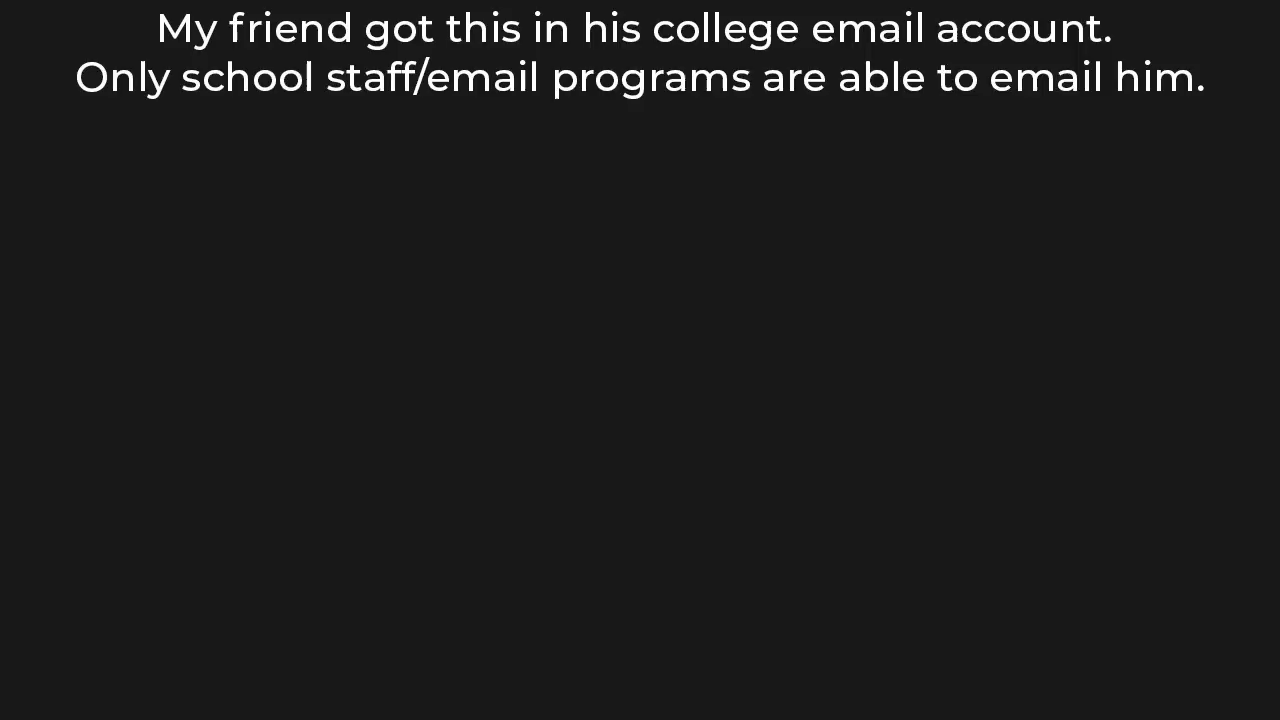 My friend got this in his college email account.
Only school staff/email programs are able to email him.